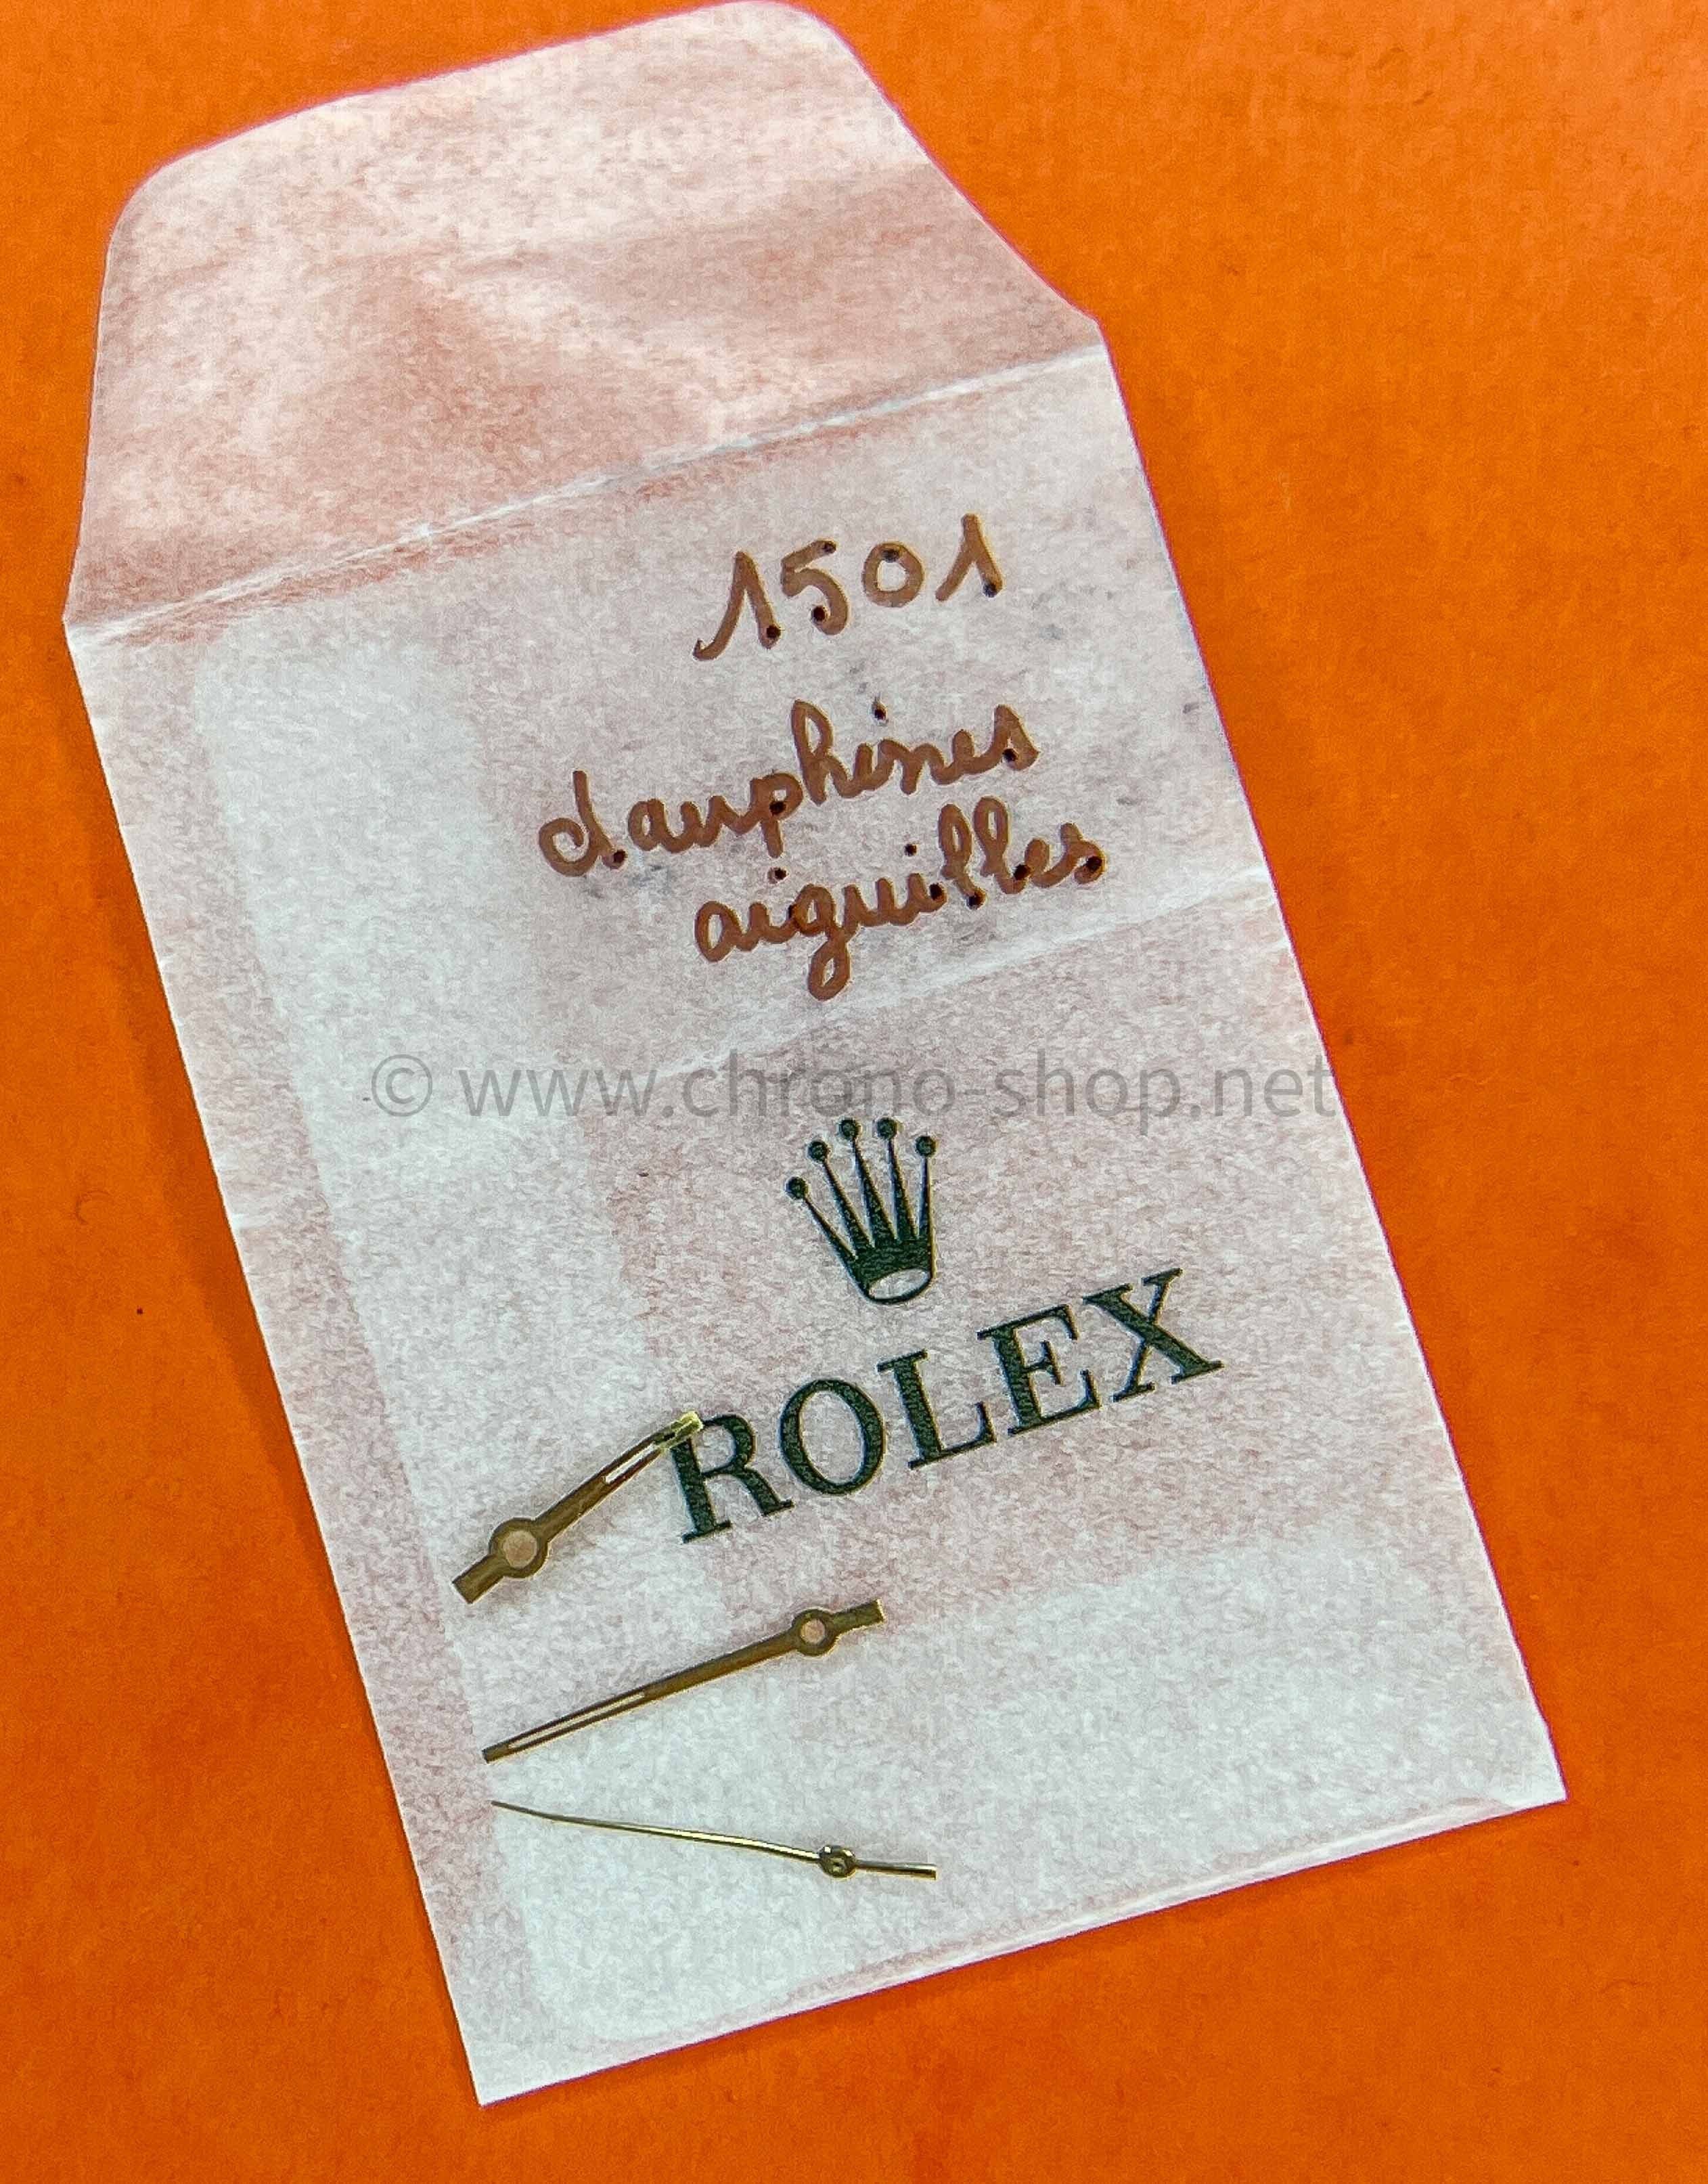 1501
dauphines
aiguilles
© www.chrono-shop.net
ROLEX